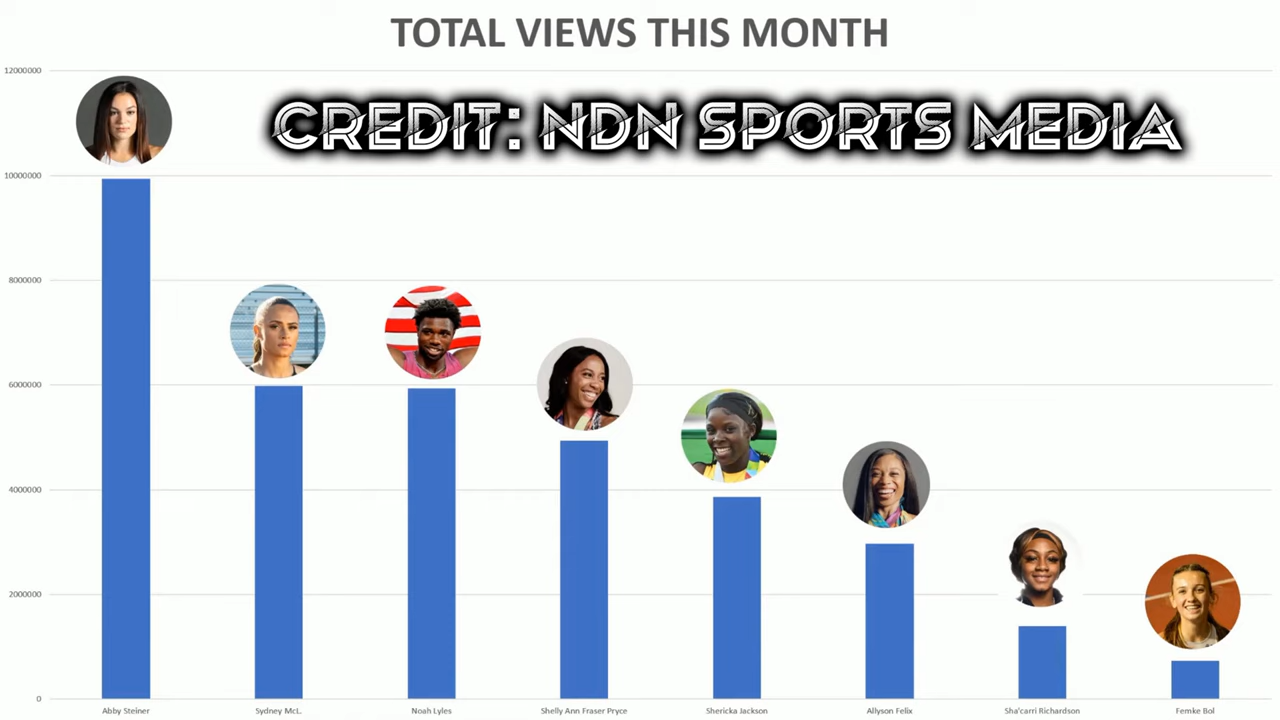 TOTAL VIEWS THIS MONTH
12000000
CREDIT: NDN SPORTS MEDIA
10000000
8000000
6000000
4000000
2000000
0
Abby Steiner Sydney McL. Noah Lyles Shelly Ann Fraser Pryce Shericka Jackson Allyson Felix Sha'carri Richardson Femke Bol